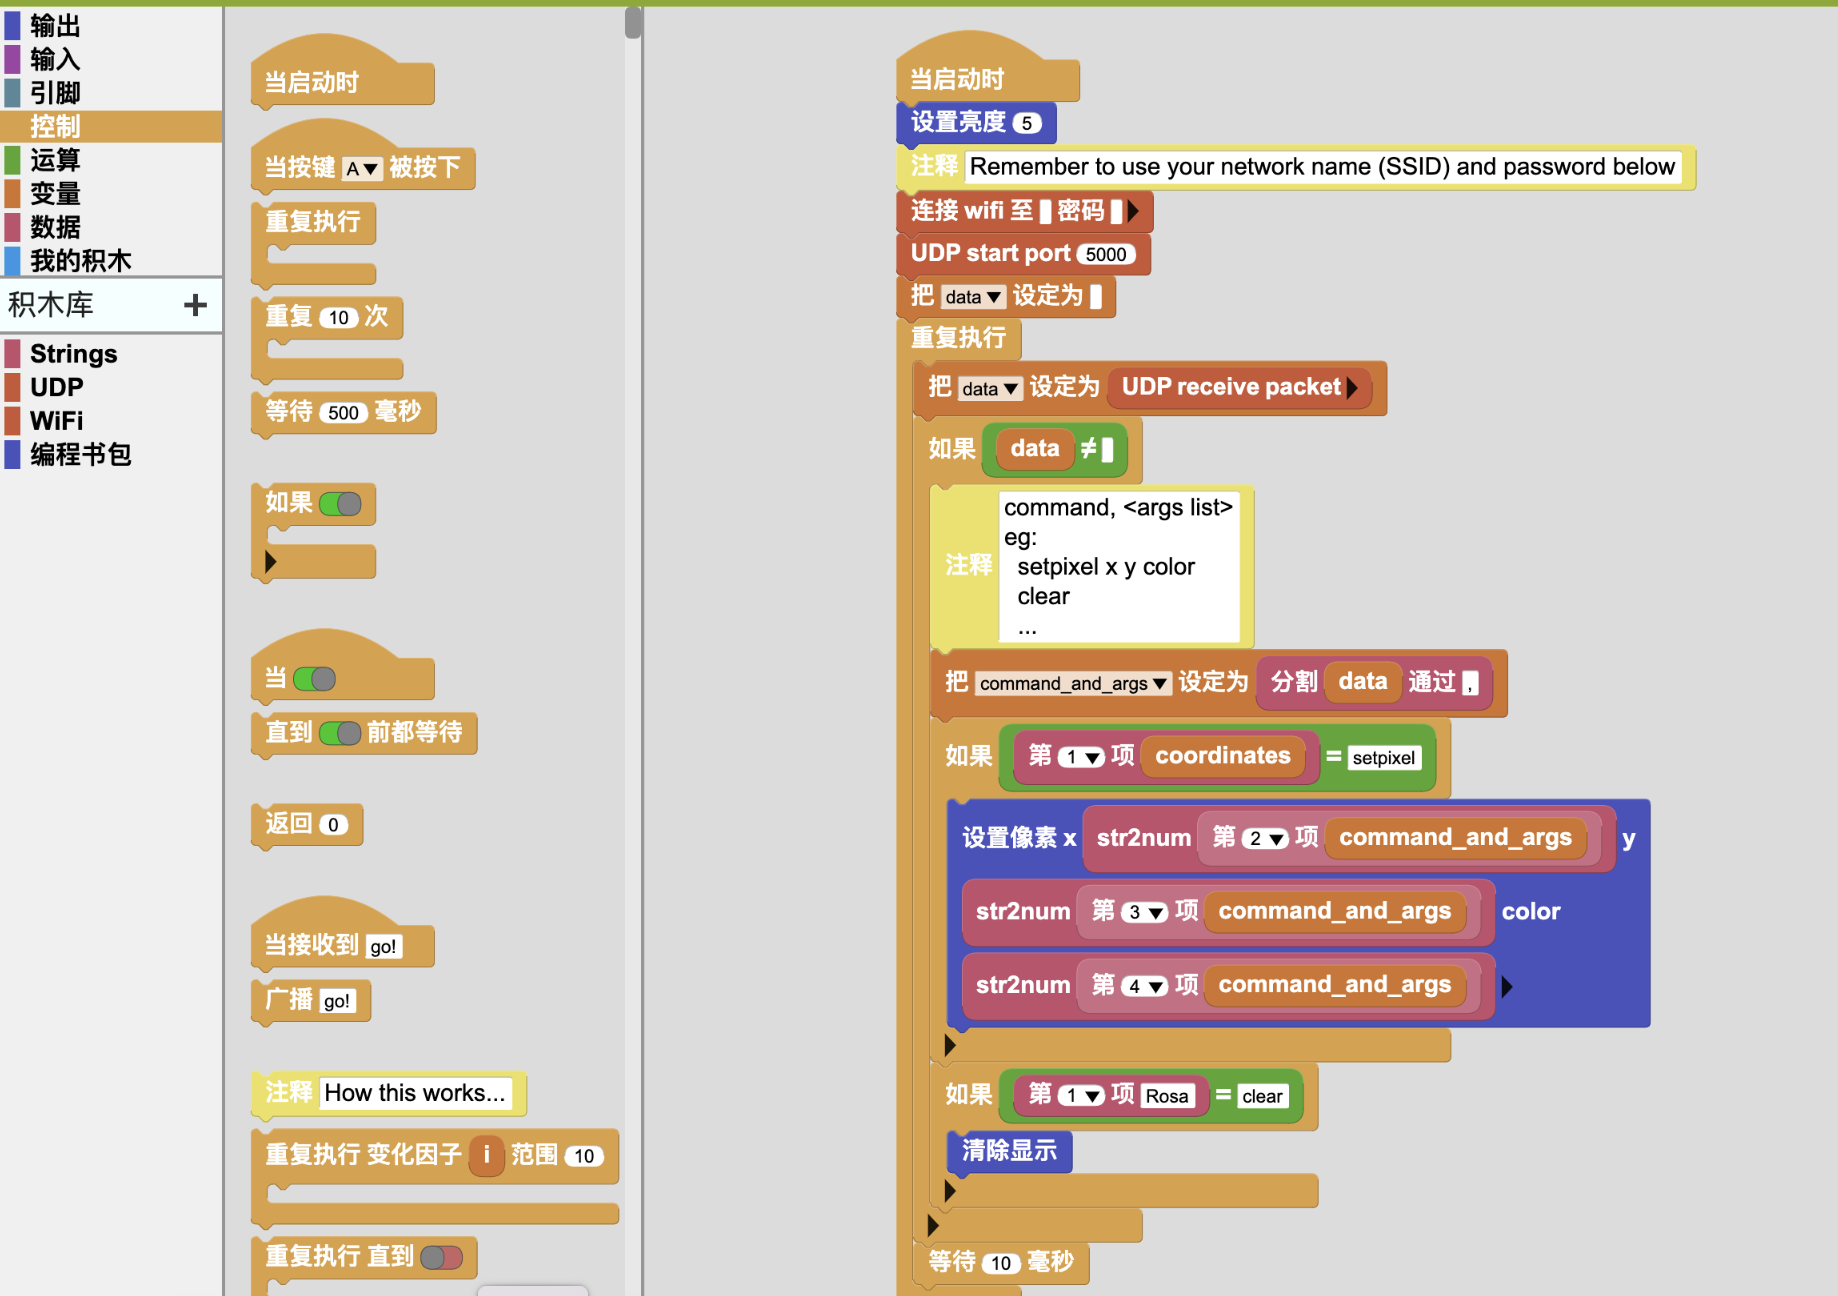 输出
输入
引脚
控制
运算
变量
数据
我的积木
积木库 +
Strings
UDP
WiFi
编程书包
当启动时
当按键 A▼ 被按下
重复执行
重复 10 次
等待 500 毫秒
如果
当
直到 前都等待
返回 0
当接收到 go!
广播 go!
注释 How this works...
重复执行 变化因子 i 范围 10
重复执行 直到
当启动时
设置亮度 5
注释 Remember to use your network name (SSID) and password below
连接 wifi 至 密码
UDP start port 5000
把 data▼ 设定为
重复执行
把 data▼ 设定为 UDP receive packet
如果 data ≠
注释
command, <args list>
eg:
setpixel x y color
clear
...
把 command_and_args▼ 设定为 分割 data 通过 ,
如果 第 1▼ 项 coordinates = setpixel
设置像素 x str2num 第 2▼ 项 command_and_args y
str2num 第 3▼ 项 command_and_args color
str2num 第 4▼ 项 command_and_args
如果 第 1▼ 项 Rosa = clear
清除显示
等待 10 毫秒